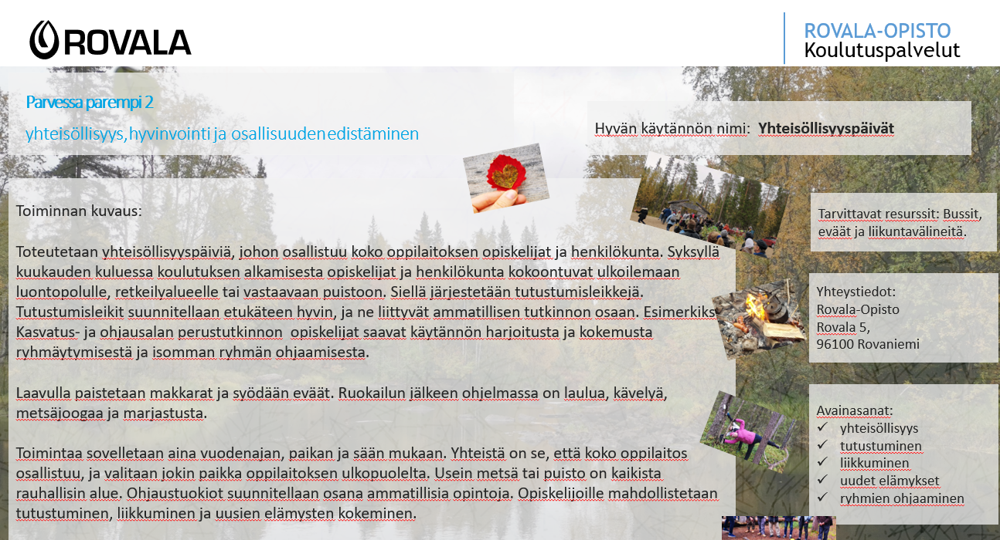 ROVALA
ROVALA-OPISTO
Koulutuspalvelut
Parvessa parempi 2
yhteisöllisyys, hyvinvointi ja osallisuuden edistäminen
Hyvän käytännön nimi: Yhteisöllisyyspäivät
Toiminnan kuvaus:
Toteutetaan yhteisöllisyyspäiviä, johon osallistuu koko oppilaitoksen opiskelijat ja henkilökunta. Syksyllä
kuukauden kuluessa koulutuksen alkamisesta opiskelijat ja henkilökunta kokoontuvat ulkoilemaan
luontopolulle, retkeilyalueelle tai vastaavaan puistoon. Siellä järjestetään tutustumisleikkejä.
Tutustumisleikit suunnitellaan etukäteen hyvin, ja ne liittyvät ammatillisen tutkinnon osaan. Esimerkiks
Kasvatus- ja ohjausalan perustutkinnon opiskelijat saavat käytännön harjoitusta ja kokemusta
ryhmäytymisestä ja isomman ryhmän ohjaamisesta.
Laavulla paistetaan makkarat ja syödään eväät. Ruokailun jälkeen ohjelmassa on laulua, kävelyä,
metsäjoogaa ja marjastusta.
Toimintaa sovelletaan aina vuodenajan, paikan ja sään mukaan. Yhteistä on se, että koko oppilaitos
osallistuu, ja valitaan jokin paikka oppilaitoksen ulkopuolelta. Usein metsä tai puisto on kaikista
rauhallisin alue. Ohjaustuokiot suunnitellaan osana ammatillisia opintoja. Opiskelijoille mahdollistetaan
tutustuminen, liikkuminen ja uusien elämysten kokeminen.
Tarvittavat resurssit: Bussit,
eväät ja liikuntavälineitä.
Yhteystiedot:
Rovala-Opisto
Rovala 5,
96100 Rovaniemi
Avainasanat:
✓ yhteisöllisyys
✓ tutustuminen
✓ liikkuminen
✓ uudet elämykset
✓ ryhmien ohjaaminen